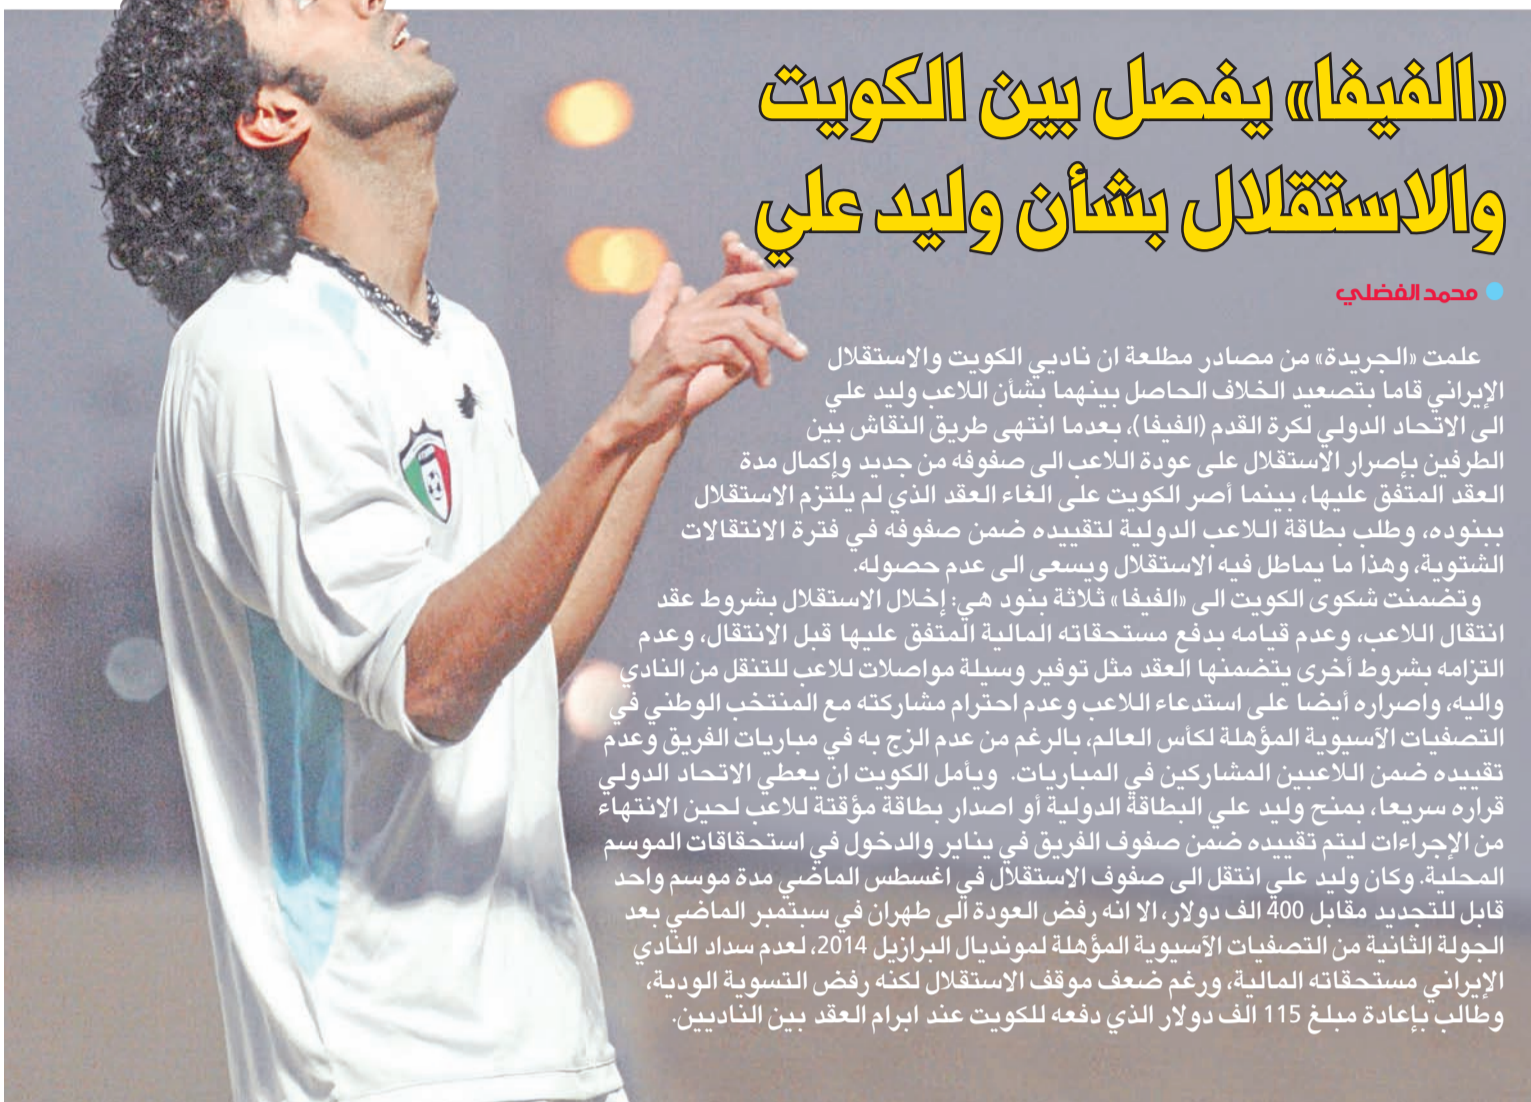 «الفيفا» يفصل بين الكويت
والاستقلال بشأن وليد علي
محمد الفضلي
علمت «الجريدة» من مصادر مطلعة ان ناديي الكويت والاستقلال
الإيراني قاما بتصعيد الخلاف الحاصل بينهما بشأن اللاعب وليد علي
الى الاتحاد الدولي لكرة القدم (الفيفا)، بعدما انتهى طريق النقاش بين
الطرفين بإصرار الاستقلال على عودة اللاعب الى صفوفه من جديد وإكمال مدة
العقد المتفق عليها، بينما أصر الكويت على الغاء العقد الذي لم يلتزم الاستقلال
ببنوده، وطلب بطاقة اللاعب الدولية لتقييده ضمن صفوفه في فترة الانتقالات
الشتوية، وهذا ما يماطل فيه الاستقلال ويسعى الى عدم حصوله.
وتضمنت شكوى الكويت الى «الفيفا» ثلاثة بنود هي: إخلال الاستقلال بشروط عقد
انتقال اللاعب، وعدم قيامه بدفع مستحقاته المالية المتفق عليها قبل الانتقال، وعدم
التزامه بشروط أخرى يتضمنها العقد مثل توفير وسيلة مواصلات للاعب للتنقل من النادي
واليه، واصراره أيضا على استدعاء اللاعب وعدم احترام مشاركته مع المنتخب الوطني في
التصفيات الآسيوية المؤهلة لكأس العالم، بالرغم من عدم الزج به في مباريات الفريق وعدم
تقييده ضمن اللاعبين المشاركين في المباريات. ويأمل الكويت ان يعطي الاتحاد الدولي
قراره سريعا، بمنح وليد علي البطاقة الدولية أو اصدار بطاقة مؤقتة للاعب لحين الانتهاء
من الإجراءات ليتم تقييده ضمن صفوف الفريق في يناير والدخول في استحقاقات الموسم
المحلية. وكان وليد علي انتقل الى صفوف الاستقلال في اغسطس الماضي مدة موسم واحد
قابل للتجديد مقابل 400 الف دولار، الا انه رفض العودة الى طهران في سبتمبر الماضي بعد
الجولة الثانية من التصفيات الآسيوية المؤهلة لمونديال البرازيل 2014، لعدم سداد النادي
الإيراني مستحقاته المالية، ورغم ضعف موقف الاستقلال لكنه رفض التسوية الودية،
وطالب بإعادة مبلغ 115 الف دولار الذي دفعه للكويت عند ابرام العقد بين الناديين.